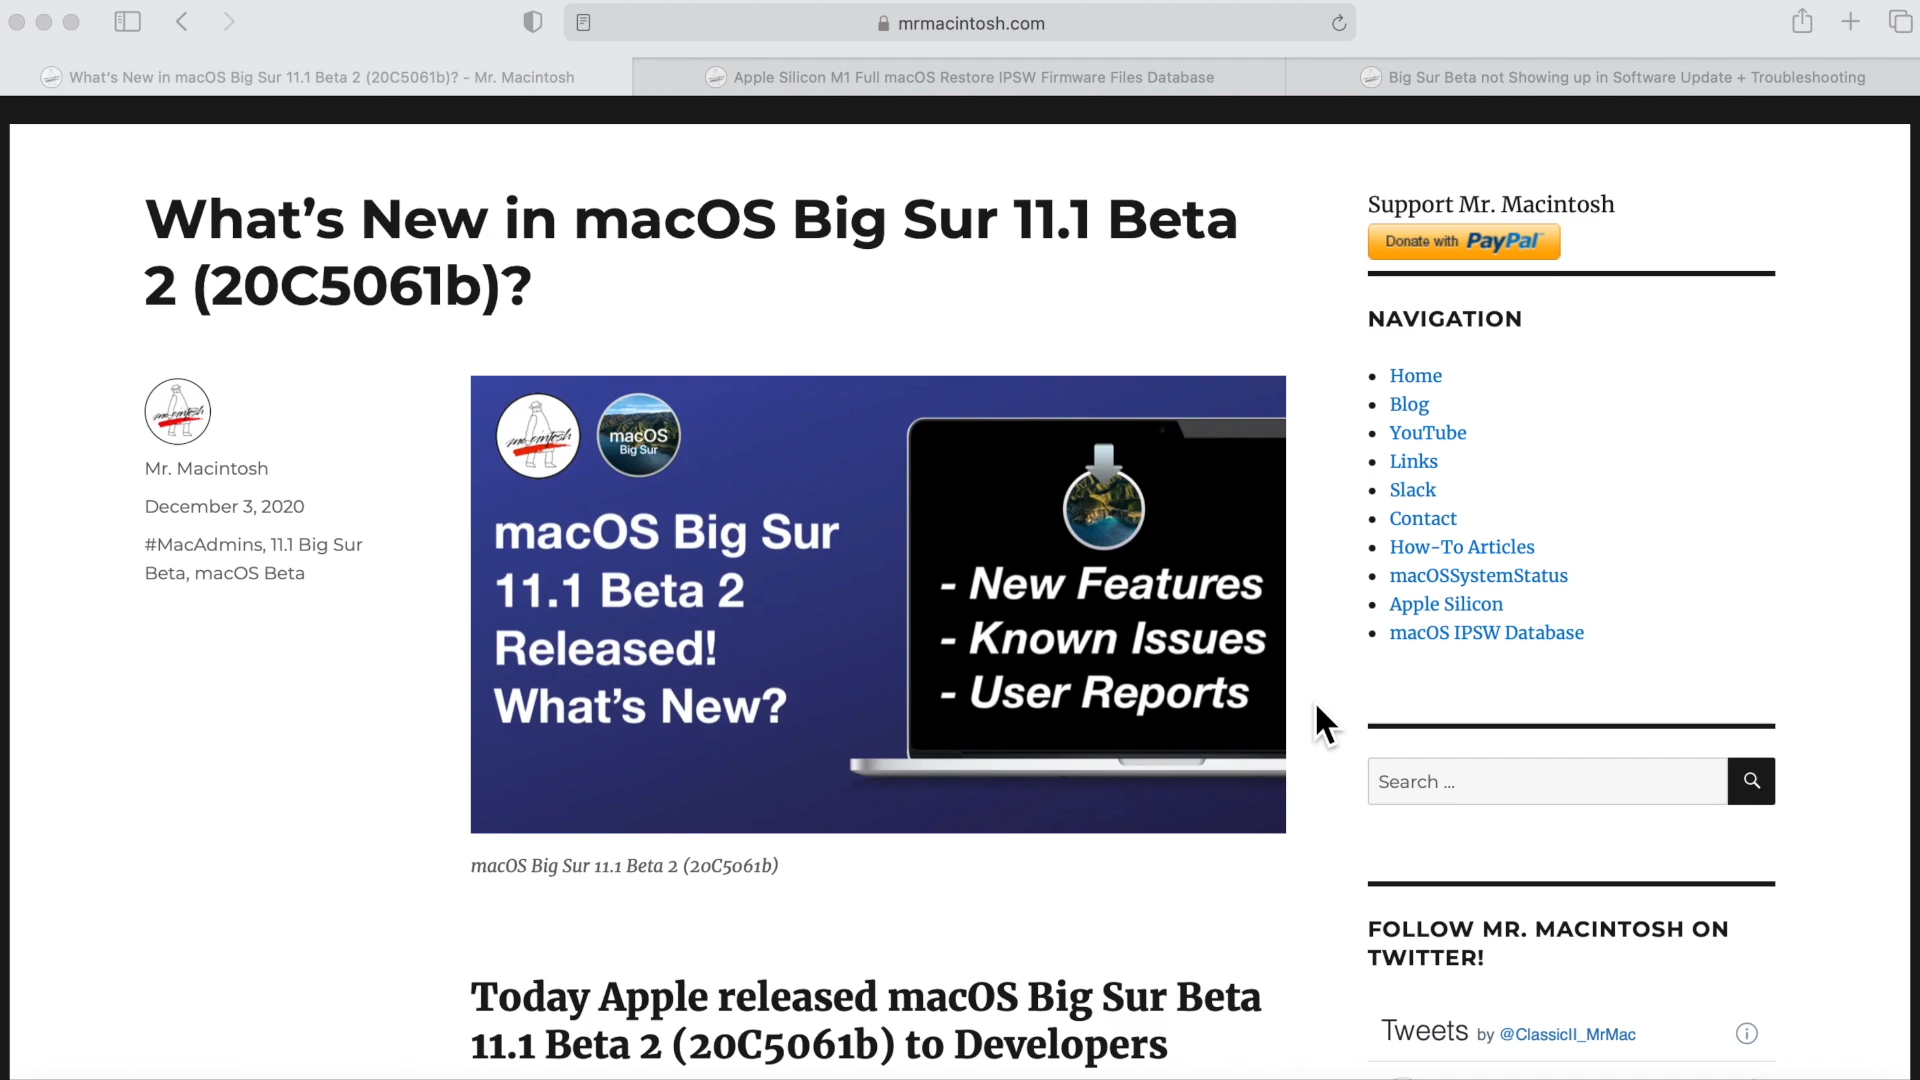 mrmacintosh.com
What's New in macOS Big Sur 11.1 Beta 2 (20C5061b)? - Mr. Macintosh
Apple Silicon M1 Full macOS Restore IPSW Firmware Files Database
Big Sur Beta not Showing up in Software Update + Troubleshooting
What's New in macOS Big Sur 11.1 Beta
2 (20C5061b)?
Mr. Macintosh
December 3, 2020
#MacAdmins, 11.1 Big Sur
Beta, macOS Beta
macOS
Big Sur
macOS Big Sur
11.1 Beta 2
Released!
What's New?
- New Features
- Known Issues
- User Reports
macOS Big Sur 11.1 Beta 2 (20C5061b)
Today Apple released macOS Big Sur Beta
11.1 Beta 2 (20C5061b) to Developers
Support Mr. Macintosh
Donate with PayPal
NAVIGATION
Home
Blog
YouTube
Links
Slack
Contact
How-To Articles
macOSSystemStatus
Apple Silicon
macOS IPSW Database
Search ...
FOLLOW MR. MACINTOSH ON
TWITTER!
Tweets by @ClassicII_MrMac